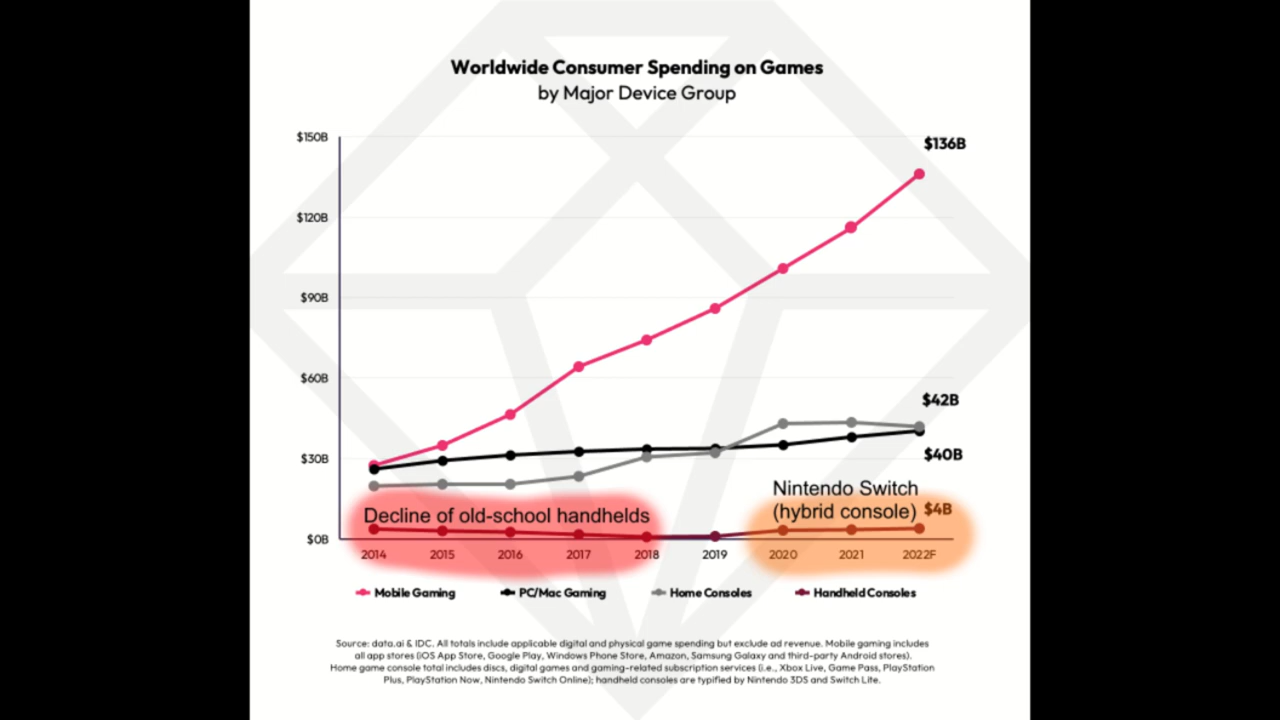 Worldwide Consumer Spending on Games
by Major Device Group
$150B
$136B
$120B
$90B
$60B
$42B
$30B
$40B
Nintendo Switch
(hybrid console)
$4B
Decline of old-school handhelds
$0B
2014 2015 2016 2017 2018 2019 2020 2021 2022F
Mobile Gaming PC/Mac Gaming Home Consoles Handheld Consoles
Source: data.ai & IDC. All totals include applicable digital and physical game spending but exclude ad revenue. Mobile gaming includes
all app stores (iOS App Store, Google Play, Windows Phone Store, Amazon, Samsung Galaxy and third-party Android stores).
Home game console total includes discs, digital games and gaming-related subscription services (i.e., Xbox Live, Game Pass, PlayStation
Plus, PlayStation Now, Nintendo Switch Online); handheld consoles are typified by Nintendo 3DS and Switch Lite.